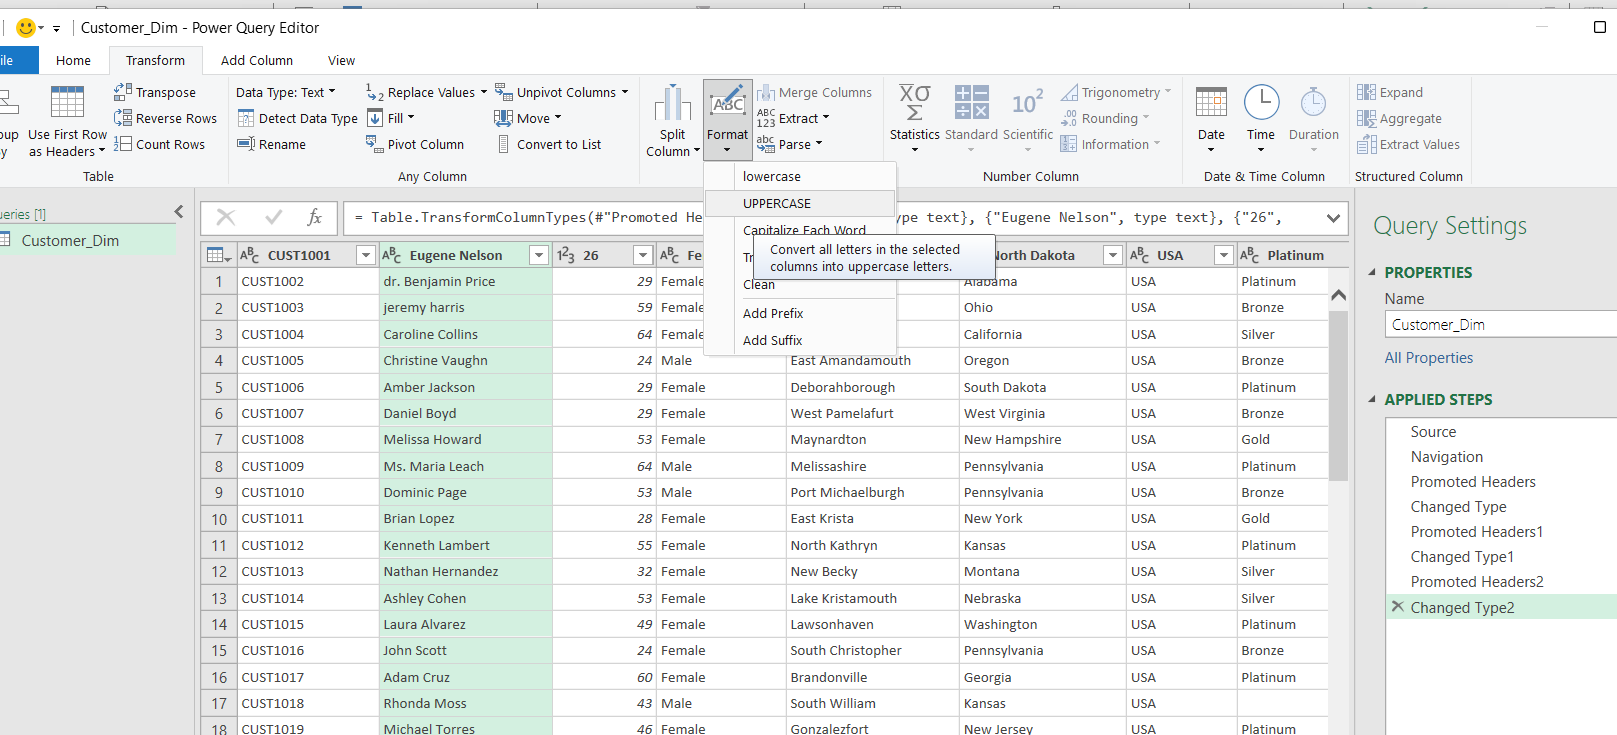 Customer_Dim - Power Query Editor
ile Home Transform Add Column View
Transpose Data Type: Text Replace Values Unpivot Columns Merge Columns Trigonometry Expand
oup Use First Row Reverse Rows Detect Data Type Fill Move Split Format Extract Statistics Standard Scientific Rounding Date Time Duration Aggregate
y as Headers Count Rows Rename Pivot Column Convert to List Column Parse Information Extract Values
Table Any Column Number Column Date & Time Column Structured Column
lowercase
UPPERCASE
Capitalize Each Word
Tr
Clean
Add Prefix
Add Suffix
Convert all letters in the selected
columns into uppercase letters.
ueries [1]
Customer_Dim
= Table.TransformColumnTypes(#"Promoted He ype text}, {"Eugene Nelson", type text}, {"26",
CUST1001 Eugene Nelson 26 Fe orth Dakota USA Platinum
1 CUST1002 dr. Benjamin Price 29 Female Alabama USA Platinum
2 CUST1003 jeremy harris 59 Female Ohio USA Bronze
3 CUST1004 Caroline Collins 64 Female California USA Silver
4 CUST1005 Christine Vaughn 24 Male East Amandamouth Oregon USA Bronze
5 CUST1006 Amber Jackson 29 Female Deborahborough South Dakota USA Platinum
6 CUST1007 Daniel Boyd 29 Female West Pamelafurt West Virginia USA Bronze
7 CUST1008 Melissa Howard 53 Female Maynardton New Hampshire USA Gold
8 CUST1009 Ms. Maria Leach 64 Male Melissashire Pennsylvania USA Platinum
9 CUST1010 Dominic Page 53 Male Port Michaelburgh Pennsylvania USA Bronze
10 CUST1011 Brian Lopez 28 Female East Krista New York USA Gold
11 CUST1012 Kenneth Lambert 55 Female North Kathryn Kansas USA Platinum
12 CUST1013 Nathan Hernandez 32 Female New Becky Montana USA Silver
13 CUST1014 Ashley Cohen 53 Female Lake Kristamouth Nebraska USA Silver
14 CUST1015 Laura Alvarez 49 Female Lawsonhaven Washington USA Platinum
15 CUST1016 John Scott 24 Female South Christopher Pennsylvania USA Bronze
16 CUST1017 Adam Cruz 60 Female Brandonville Georgia USA Platinum
17 CUST1018 Rhonda Moss 43 Male South William Kansas USA
18 CUST1019 Michael Torres 46 Female Gonzalezfort New Jersey USA Platinum
Query Settings
PROPERTIES
Name
Customer_Dim
All Properties
APPLIED STEPS
Source
Navigation
Promoted Headers
Changed Type
Promoted Headers1
Changed Type1
Promoted Headers2
Changed Type2